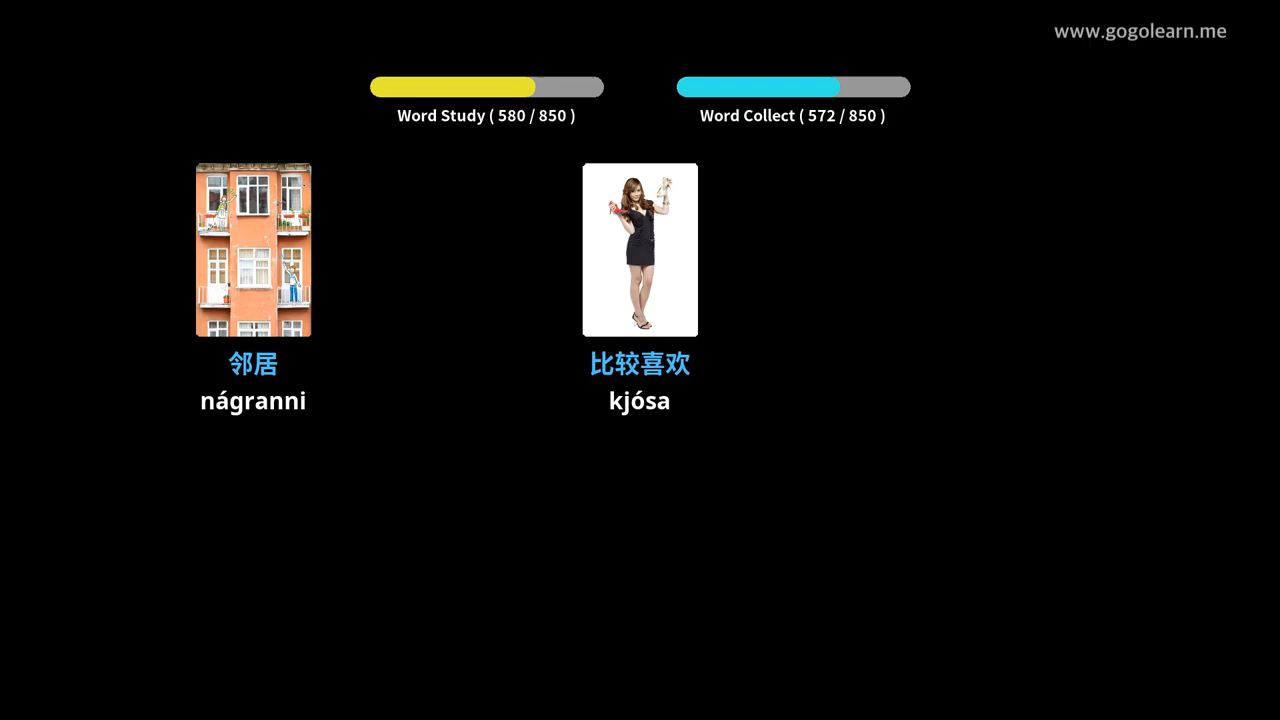 www.gogolearn.me
Word Study ( 580 / 850 )
Word Collect ( 572 / 850 )
邻居
nágranni
比较喜欢
kjósa